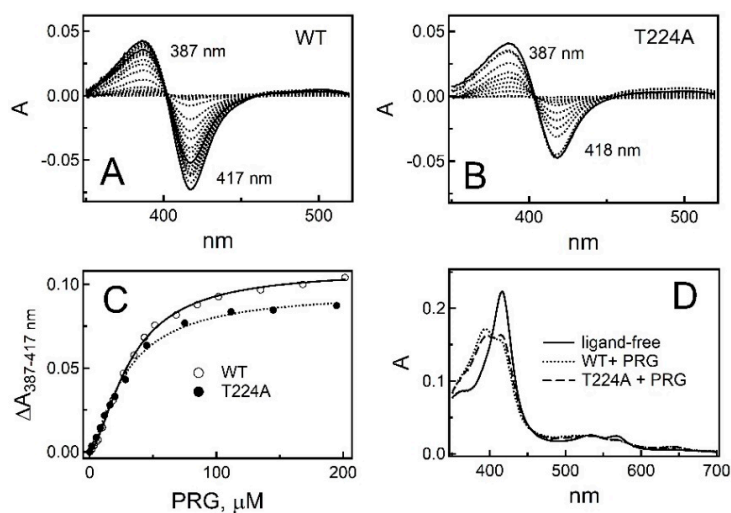 0.05
0.00
-0.05
A
387 nm
WT
417 nm
A
400
500
nm
0.05
0.00
-0.05
A
387 nm
T224A
418 nm
B
400
500
nm
0.10
0.05
0.00
ΔA387-417 nm
C
WT
T224A
0
100
200
PRG, μM
0.2
0.1
0.0
A
D
ligand-free
WT+ PRG
T224A + PRG
400
500
600
700
nm